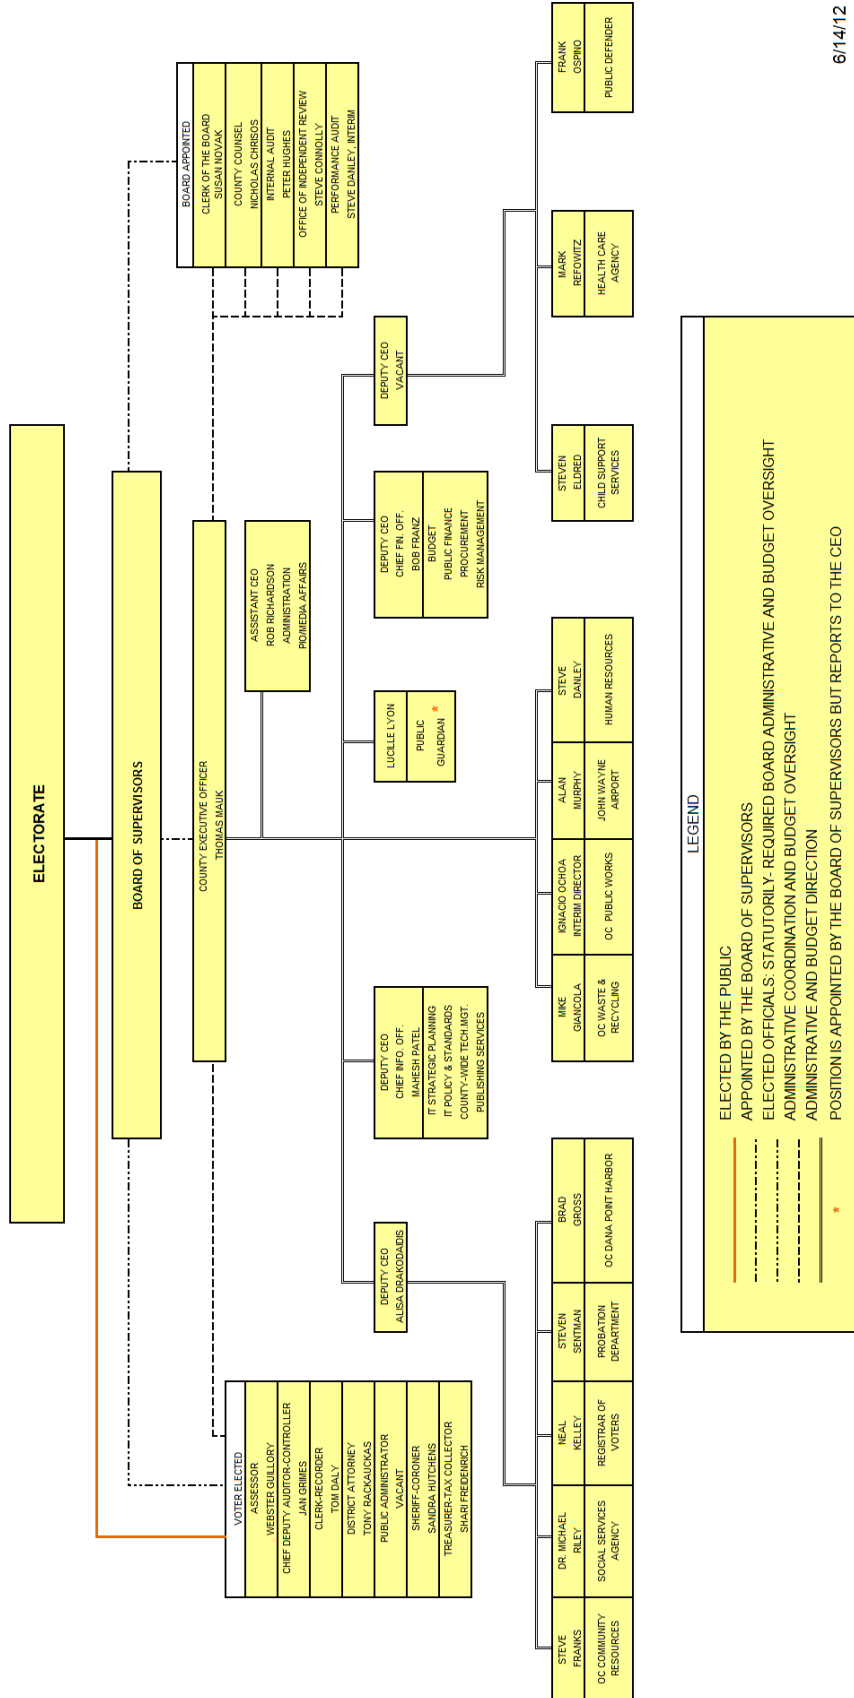 ELECTORATE
BOARD OF SUPERVISORS
COUNTY EXECUTIVE OFFICER
THOMAS MAUK
VOTER ELECTED
ASSESSOR
WEBSTER GUILLORY
CHIEF DEPUTY AUDITOR-CONTROLLER
JAN GRIMES
CLERK-RECORDER
TOM DALY
DISTRICT ATTORNEY
TONY RACKAUCKAS
PUBLIC ADMINISTRATOR
VACANT
SHERIFF-CORONER
SANDRA HUTCHENS
TREASURER-TAX COLLECTOR
SHARI FREIDENRICH
BOARD APPOINTED
CLERK OF THE BOARD
SUSAN NOVAK
COUNTY COUNSEL
NICHOLAS CHRISOS
INTERNAL AUDIT
PETER HUGHES
OFFICE OF INDEPENDENT REVIEW
STEVE CONNOLLY
PERFORMANCE AUDIT
STEVE DANLEY, INTERIM
ASSISTANT CEO
ROB RICHARDSON
ADMINISTRATION
PIO/MEDIA AFFAIRS
DEPUTY CEO
ALISA DRAKODAIDIS
DEPUTY CEO
CHIEF INFO. OFF.
MAHESH PATEL
IT STRATEGIC PLANNING
IT POLICY & STANDARDS
COUNTY-WIDE TECH.MGT.
PUBLISHING SERVICES
LUCILLE LYON
PUBLIC
GUARDIAN *
DEPUTY CEO
CHIEF FIN. OFF.
BOB FRANZ
BUDGET
PUBLIC FINANCE
PROCUREMENT
RISK MANAGEMENT
DEPUTY CEO
VACANT
STEVE
FRANKS
OC COMMUNITY
RESOURCES
DR. MICHAEL
RILEY
SOCIAL SERVICES
AGENCY
NEAL
KELLEY
REGISTRAR OF
VOTERS
STEVEN
SENTMAN
PROBATION
DEPARTMENT
BRAD
GROSS
OC DANA POINT HARBOR
MIKE
GIANCOLA
OC WASTE &
RECYCLING
IGNACIO OCHOA
INTERIM DIRECTOR
OC PUBLIC WORKS
ALAN
MURPHY
JOHN WAYNE
AIRPORT
STEVE
DANLEY
HUMAN RESOURCES
STEVEN
ELDRED
CHILD SUPPORT
SERVICES
MARK
REFOWITZ
HEALTH CARE
AGENCY
FRANK
OSPINO
PUBLIC DEFENDER
LEGEND
ELECTED BY THE PUBLIC
APPOINTED BY THE BOARD OF SUPERVISORS
ELECTED OFFICIALS: STATUTORILY- REQUIRED BOARD ADMINISTRATIVE AND BUDGET OVERSIGHT
ADMINISTRATIVE COORDINATION AND BUDGET OVERSIGHT
ADMINISTRATIVE AND BUDGET DIRECTION
* POSITION IS APPOINTED BY THE BOARD OF SUPERVISORS BUT REPORTS TO THE CEO
6/14/12